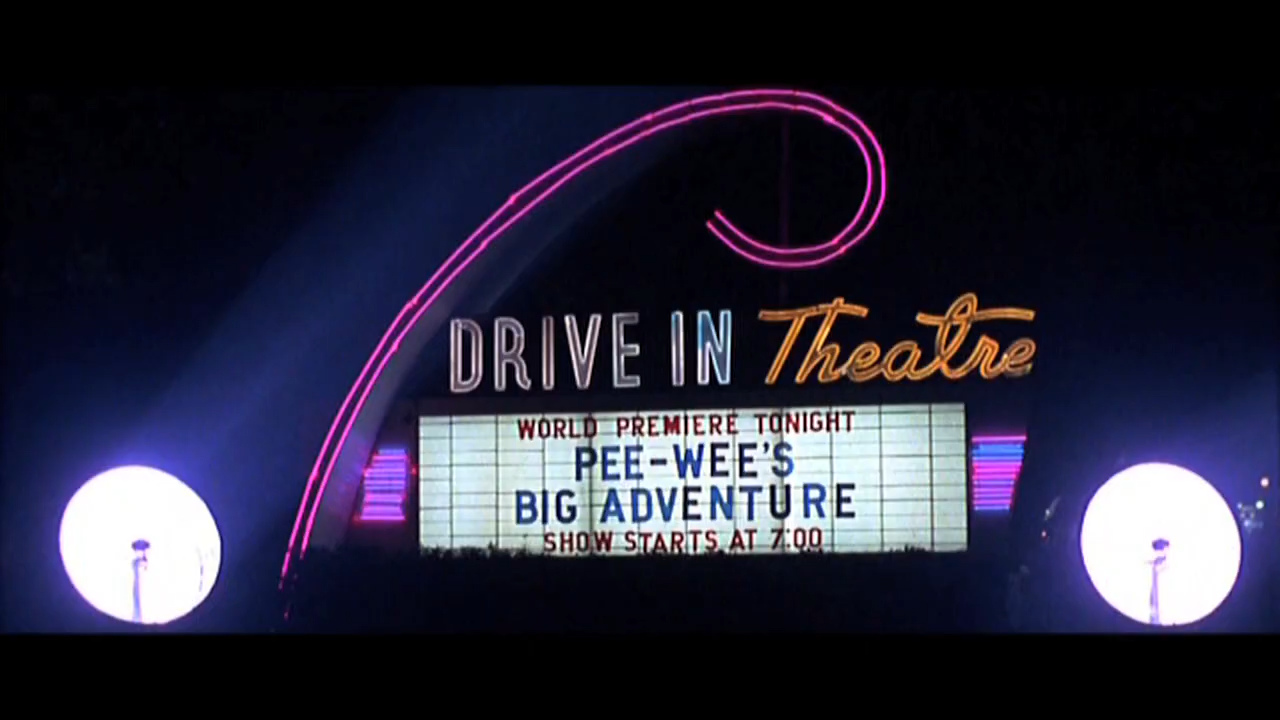 DRIVE IN Theatre
WORLD PREMIERE TONIGHT
PEE-WEE'S
BIG ADVENTURE
SHOW STARTS AT 7:00